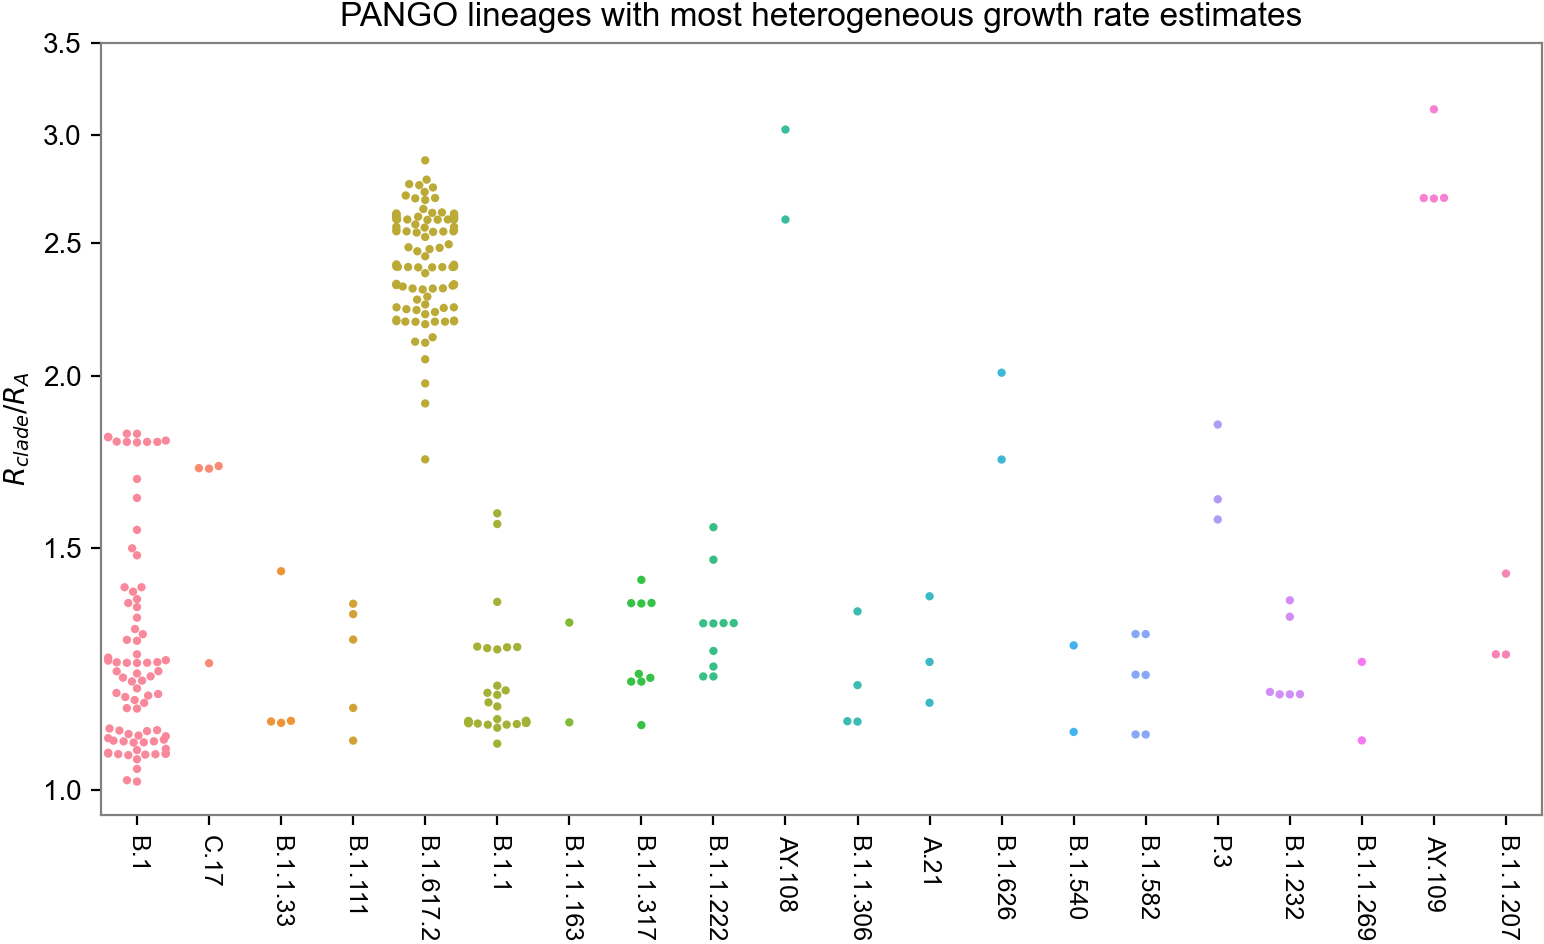 PANGO lineages with most heterogeneous growth rate estimates
3.5
3.0
2.5
2.0
1.5
1.0
R_clade/R_A
B.1
C.17
B.1.1.33
B.1.111
B.1.617.2
B.1.1
B.1.1.163
B.1.1.317
B.1.1.222
AY.108
B.1.1.306
A.21
B.1.626
B.1.540
B.1.582
P.3
B.1.232
B.1.1.269
AY.109
B.1.1.207